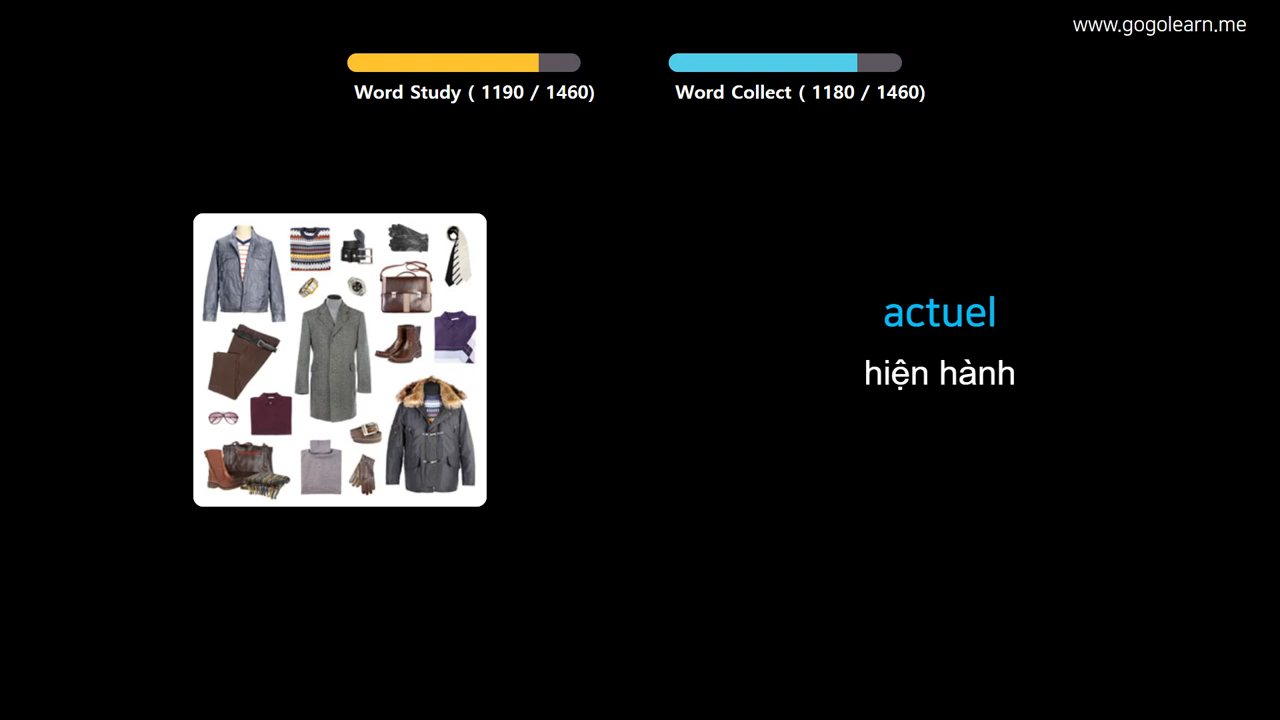 www.gogolearn.me
Word Study ( 1190 / 1460)
Word Collect ( 1180 / 1460)
actuel
hiện hành